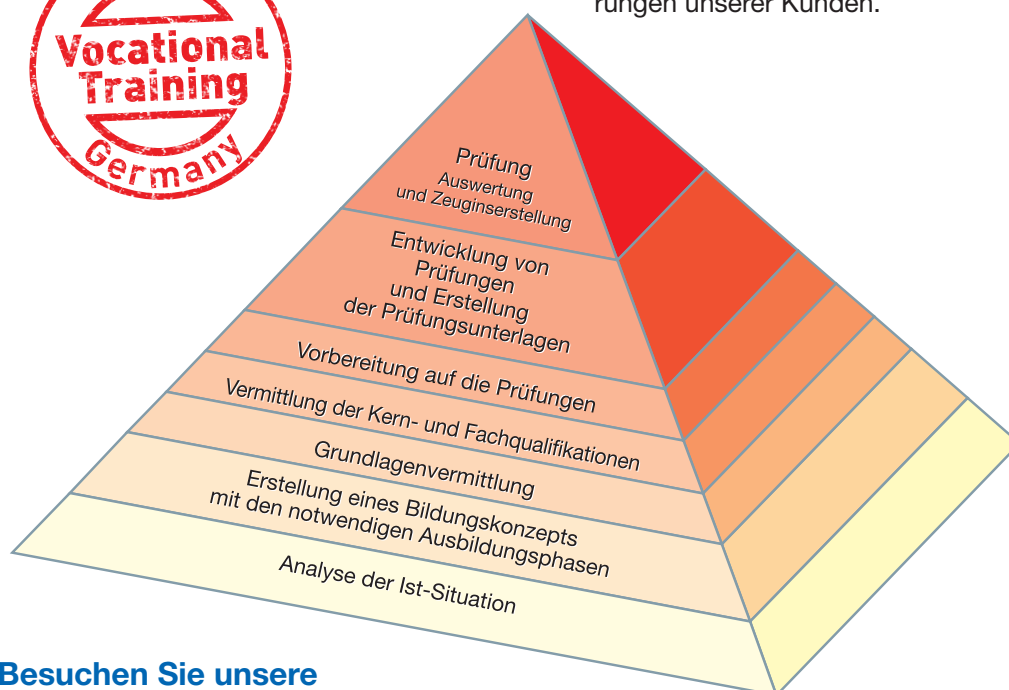 rungen unserer Kunden.
Vocational
Training
Germany
Prüfung
Auswertung
und Zeuginserstellung
Entwicklung von
Prüfungen
und Erstellung
der Prüfungsunterlagen
Vorbereitung auf die Prüfungen
Vermittlung der Kern- und Fachqualifikationen
Grundlagenvermittlung
Erstellung eines Bildungskonzepts
mit den notwendigen Ausbildungsphasen
Analyse der Ist-Situation
Besuchen Sie unsere